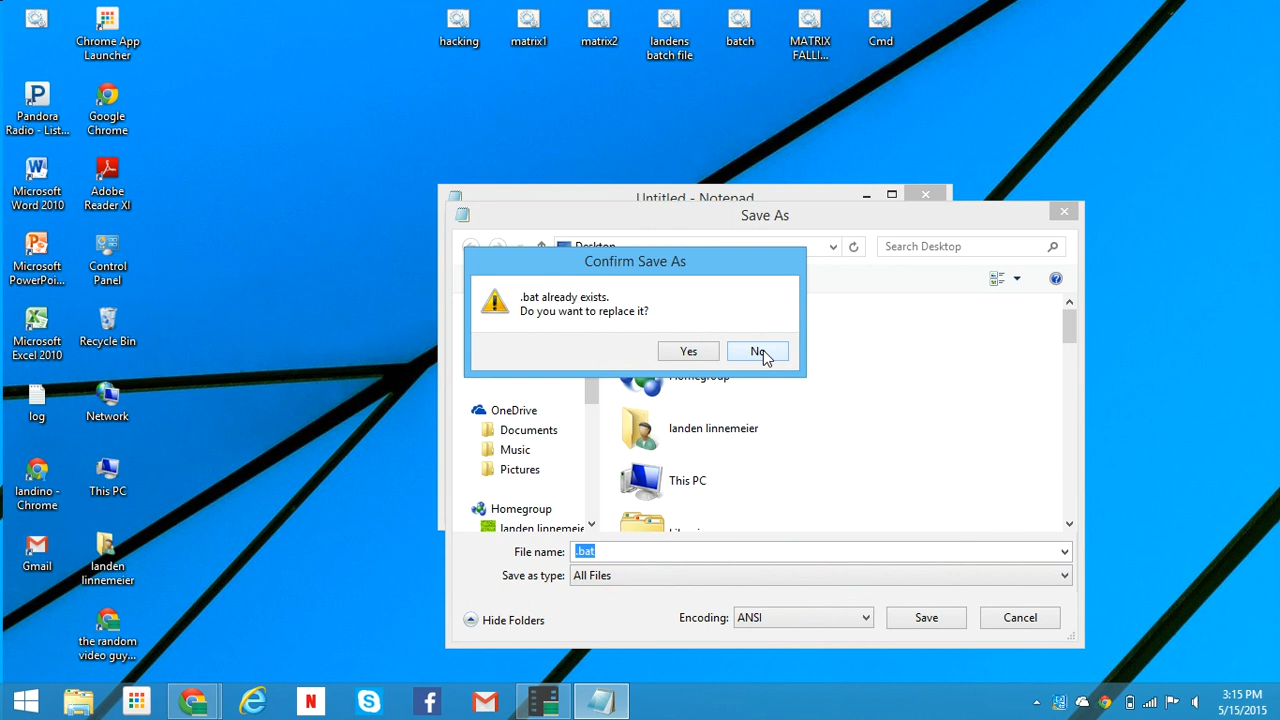 Chrome App
Launcher
hacking
matrix1
matrix2
landens
batch file
batch
MATRIX
FALLI...
Cmd
Pandora
Radio - List...
Google
Chrome
Microsoft
Word 2010
Adobe
Reader XI
Microsoft
PowerPoi...
Control
Panel
Microsoft
Excel 2010
Recycle Bin
log
Network
landino -
Chrome
This PC
Gmail
landen
linnemeier
the random
video guy...
Untitled - Notepad
Save As
Desktop
Search Desktop
Confirm Save As
.bat already exists.
Do you want to replace it?
Yes
No
Homegroup
OneDrive
Documents
Music
Pictures
Homegroup
landen linnemeie
landen linnemeier
This PC
File name:
.bat
Save as type:
All Files
Hide Folders
Encoding:
ANSI
Save
Cancel
3:15 PM
5/15/2015